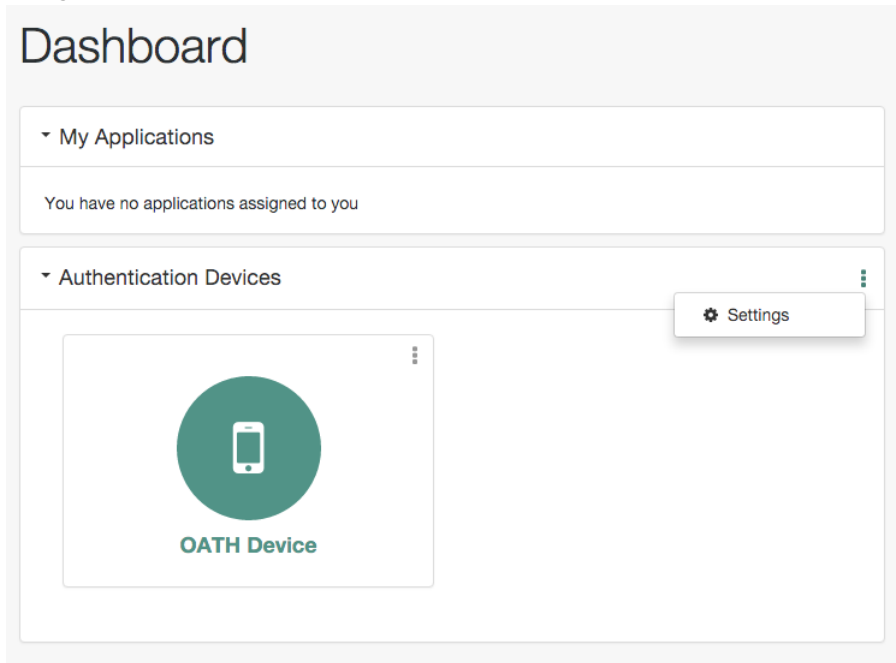 Dashboard
My Applications
You have no applications assigned to you
Authentication Devices
Settings
OATH Device